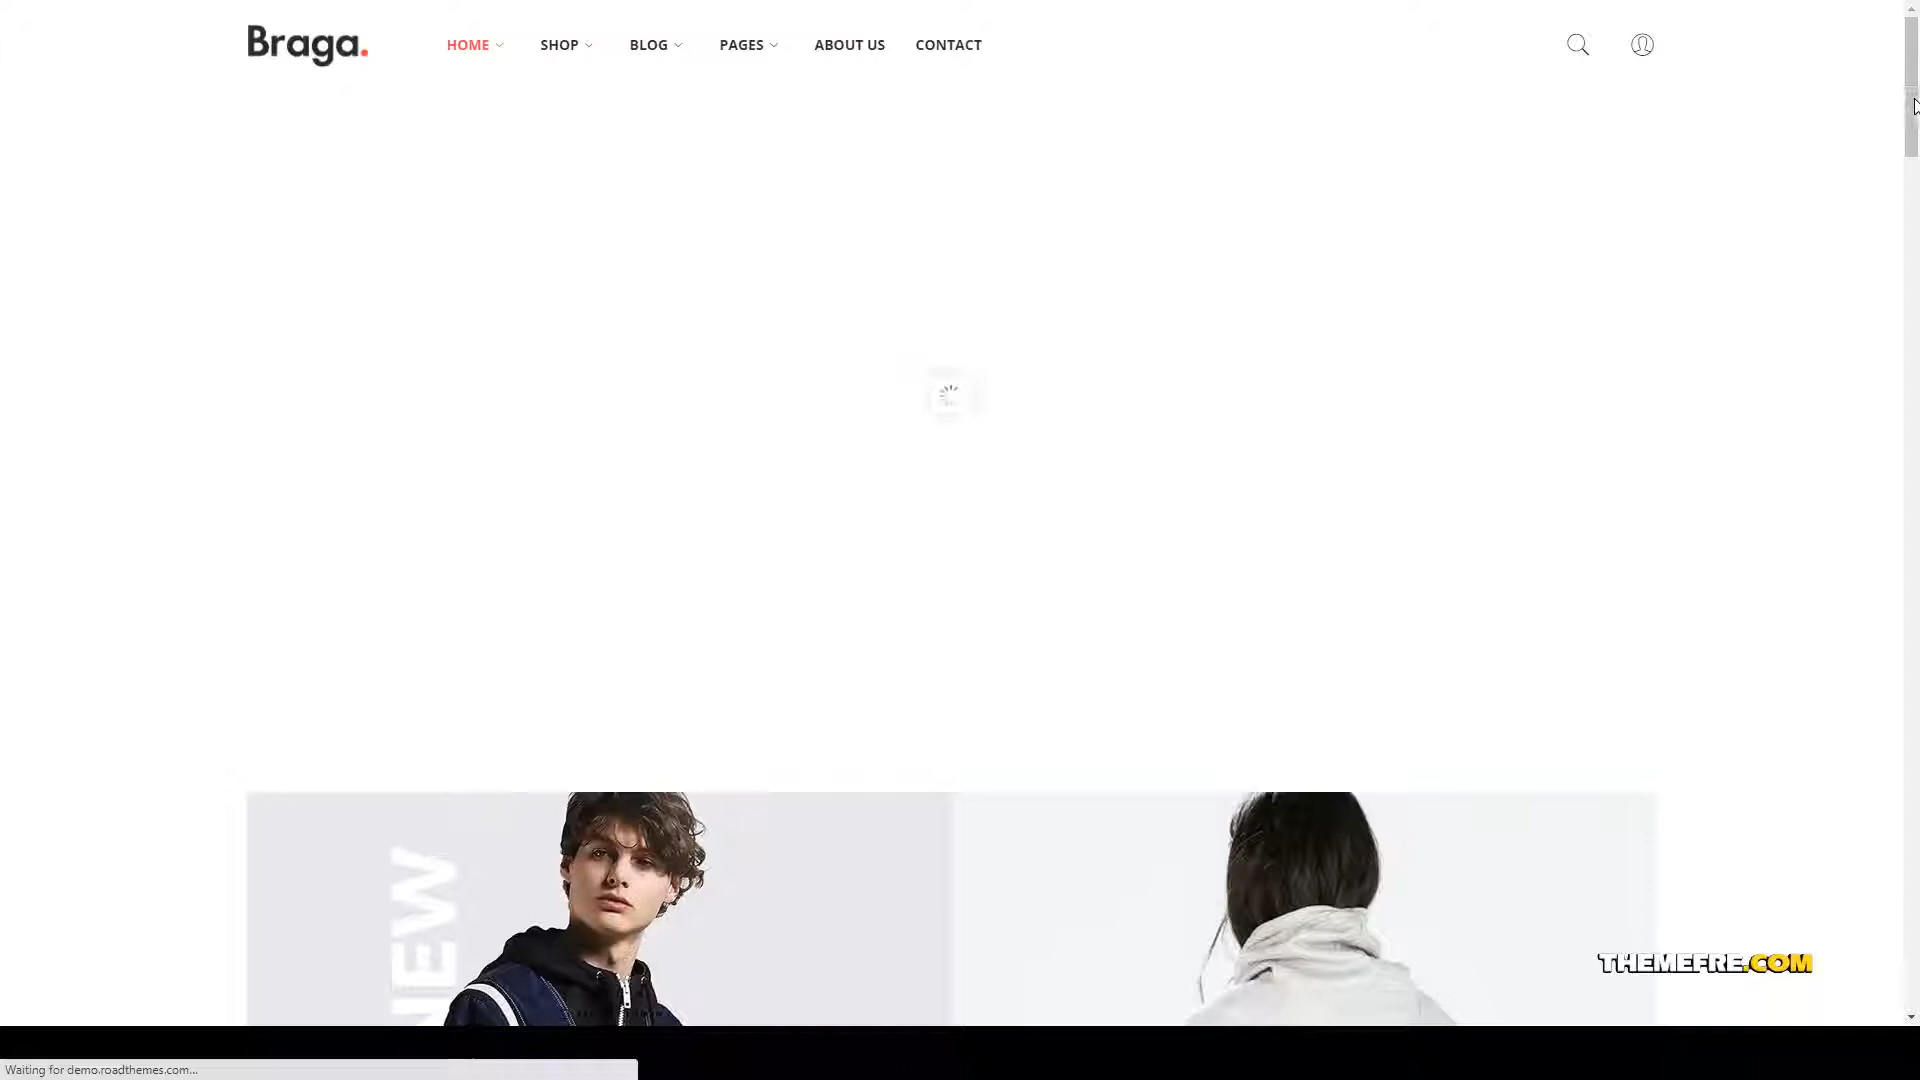 Braga.
HOME
SHOP
BLOG
PAGES
ABOUT US
CONTACT
NEW
THEMEFRE.COM
Waiting for demo.roadthemes.com...